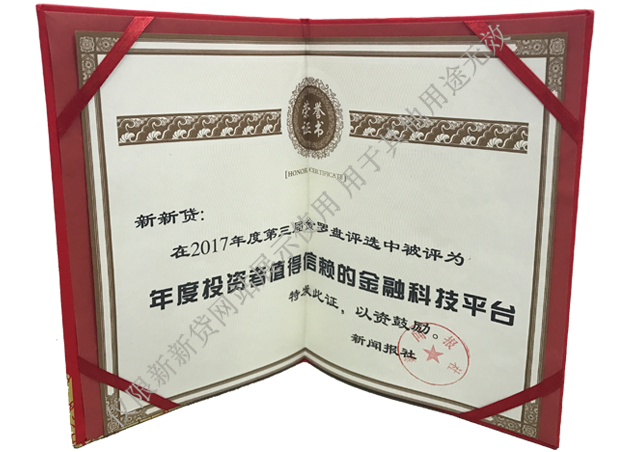 荣誉
证书
[HONOR CERTIFICATE]
新新贷:
在2017年度第三届金罗盘评选中被评为
年度投资者值得信赖的金融科技平台
特发此证,以资鼓励。
新闻报社
仅限新新贷网站展示使用 用于其他用途无效